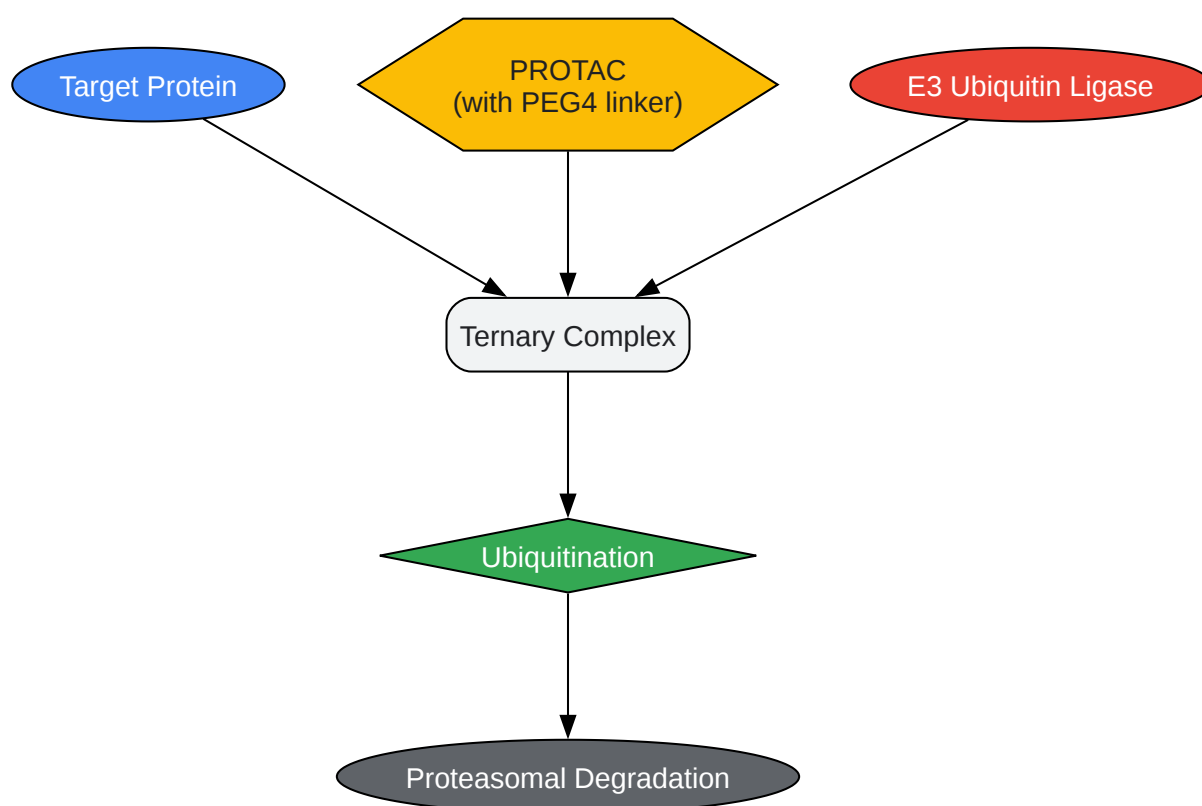 Target Protein
PROTAC
(with PEG4 linker)
E3 Ubiquitin Ligase
Ternary Complex
Ubiquitination
Proteasomal Degradation